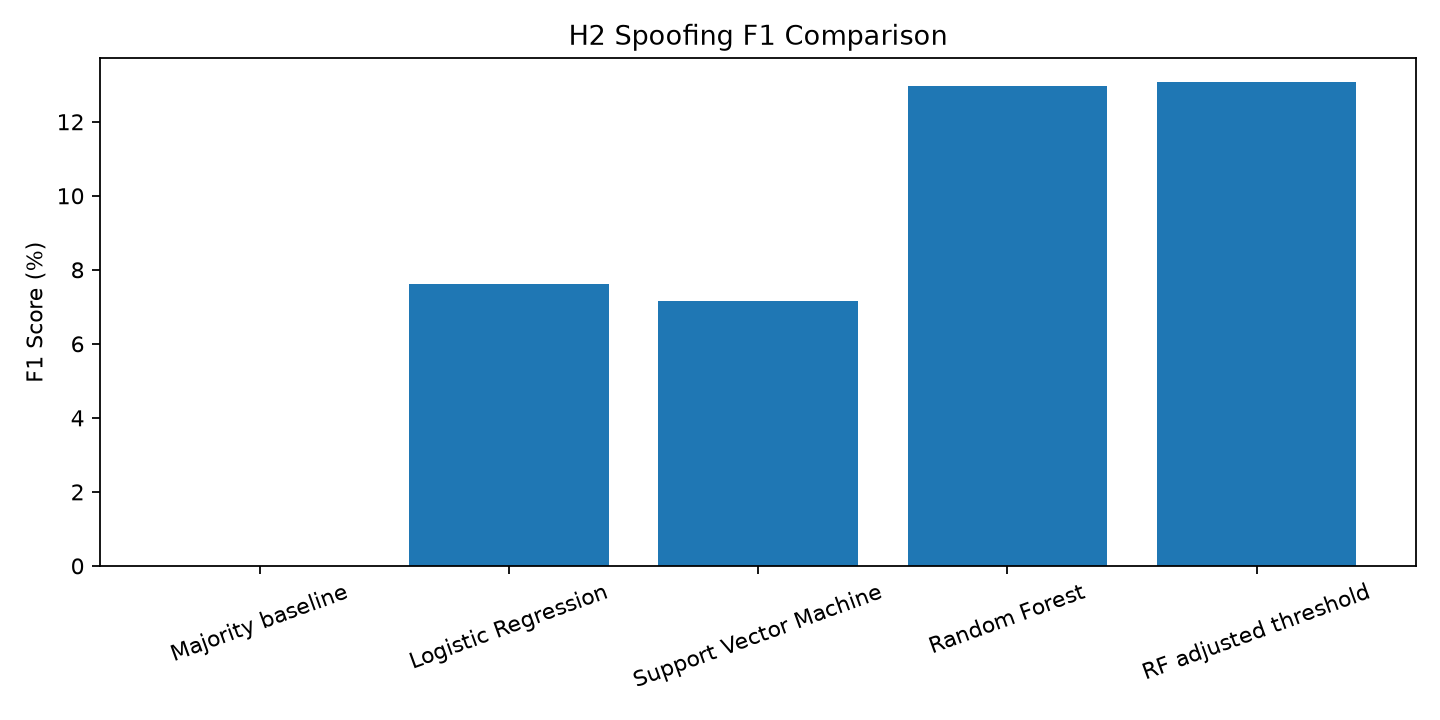 H2 Spoofing F1 Comparison
F1 Score (%)
12
10
8
6
4
2
0
Majority baseline
Logistic Regression
Support Vector Machine
Random Forest
RF adjusted threshold